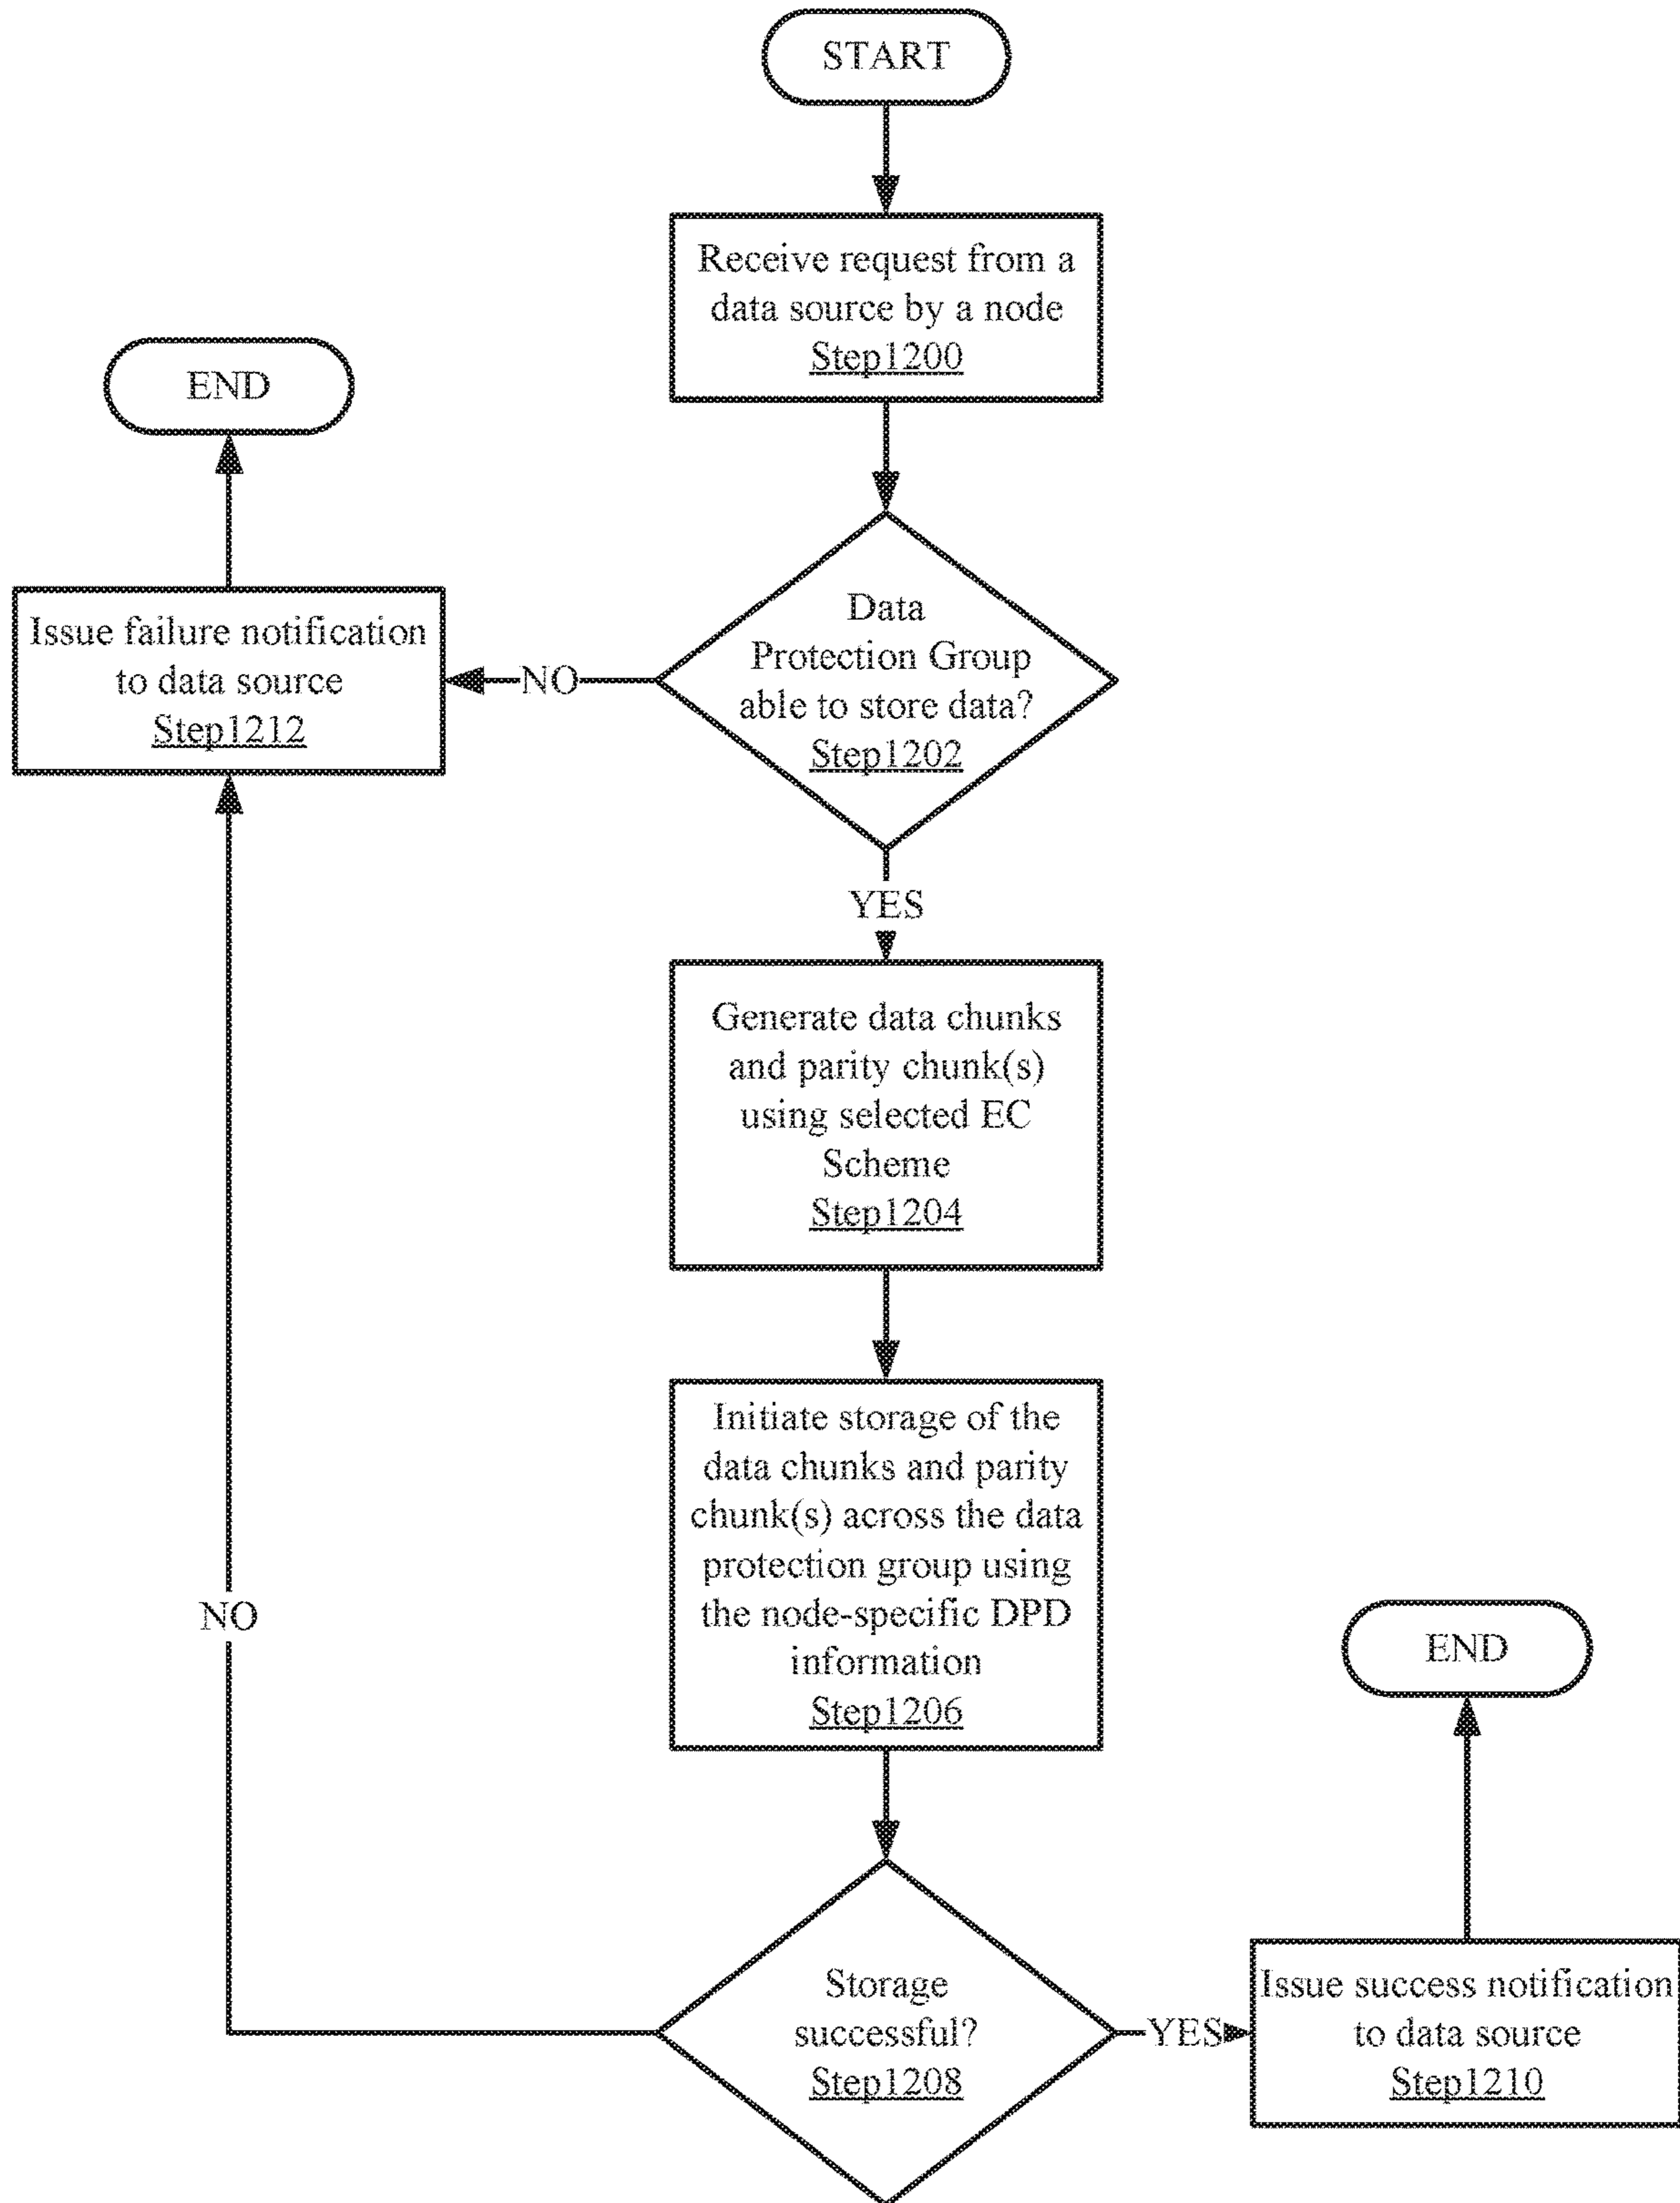 START
Receive request from a
data source by a node
Step1200
END
Issue failure notification
to data source
Step1212
NO
Data
Protection Group
able to store data?
Step1202
YES
Generate data chunks
and parity chunk(s)
using selected EC
Scheme
Step1204
Initiate storage of the
data chunks and parity
chunk(s) across the data
protection group using
the node-specific DPD
information
Step1206
NO
END
Storage
successful?
Step1208
YES
Issue success notification
to data source
Step1210